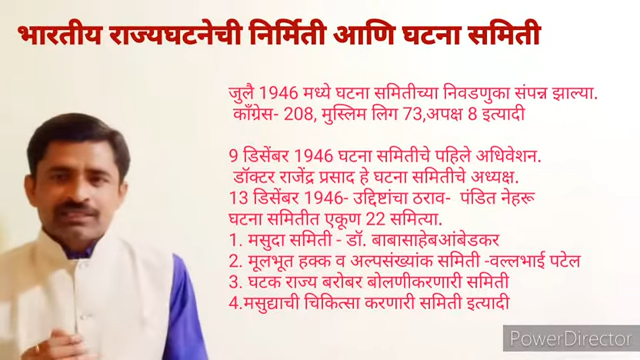 भारतीय राज्यघटनेची निर्मिती आणि घटना समिती
जुलै 1946 मध्ये घटना समितीच्या निवडणुका संपन्न झाल्या.
काँग्रेस- 208, मुस्लिम लिग 73,अपक्ष 8 इत्यादी
9 डिसेंबर 1946 घटना समितीचे पहिले अधिवेशन.
डॉक्टर राजेंद्र प्रसाद हे घटना समितीचे अध्यक्ष.
13 डिसेंबर 1946- उद्दिष्टांचा ठराव- पंडित नेहरू
घटना समितीत एकूण 22 समित्या.
1. मसुदा समिती - डॉ. बाबासाहेबआंबेडकर
2. मूलभूत हक्क व अल्पसंख्यांक समिती -वल्लभाई पटेल
3. घटक राज्य बरोबर बोलणीकरणारी समिती
4.मसुद्याची चिकित्सा करणारी समिती इत्यादी
PowerDirector